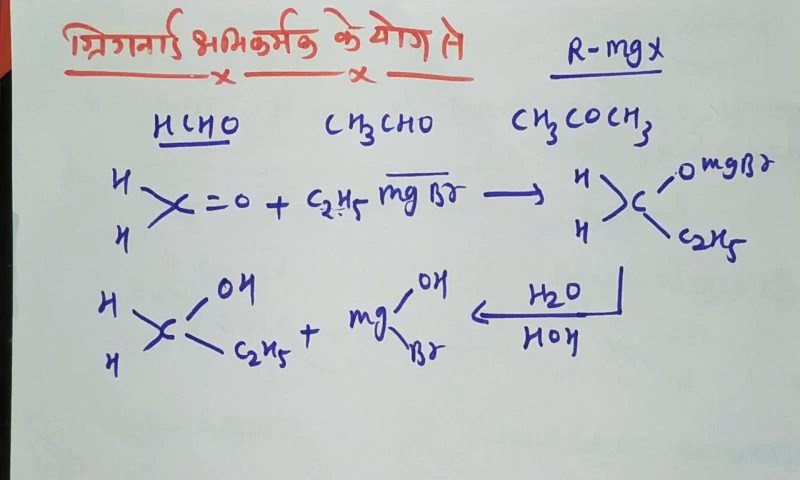 ग्रिगनार्ड अभिकर्मक के योग से R-mgx
HCHO CH3CHO CH3COCH3
H H C=O + C2H5 mgBr → H H C OmgBr C2H5
H H C OH C2H5 + mg OH Br ← H2O HOH